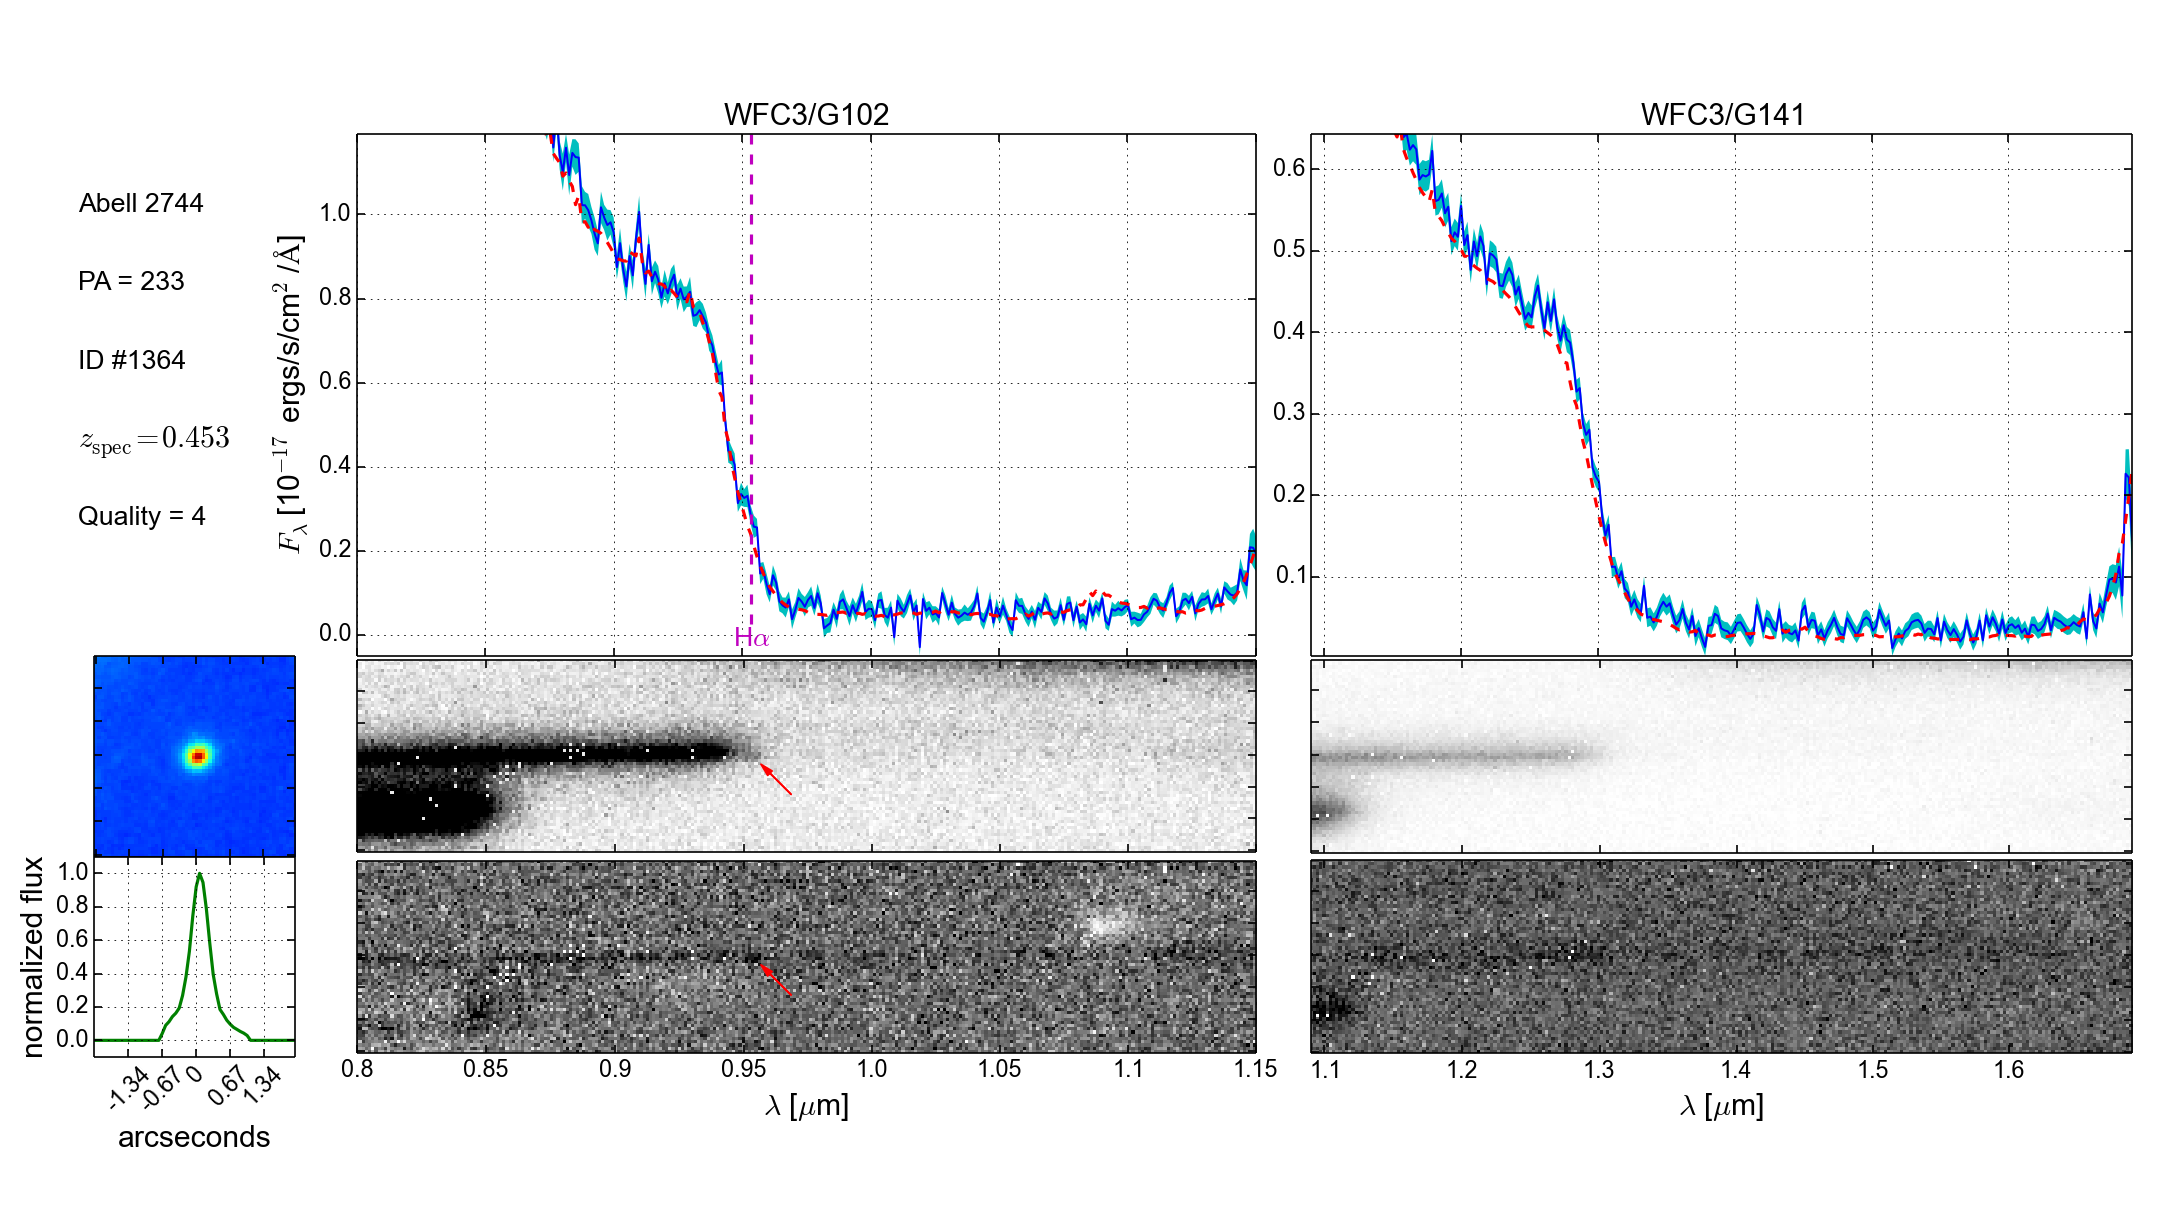 WFC3/G102
WFC3/G141
Abell 2744
PA = 233
ID #1364
z_spec = 0.453
Quality = 4
F_λ [10^-17 ergs/s/cm^2 /Å]
1.0
0.8
0.6
0.4
0.2
0.0
Hα
0.6
0.5
0.4
0.3
0.2
0.1
normalized flux
1.0
0.8
0.6
0.4
0.2
0.0
-1.34 -0.67 0 0.67 1.34
arcseconds
0.8 0.85 0.9 0.95 1.0 1.05 1.1 1.15
λ [μm]
1.1 1.2 1.3 1.4 1.5 1.6
λ [μm]